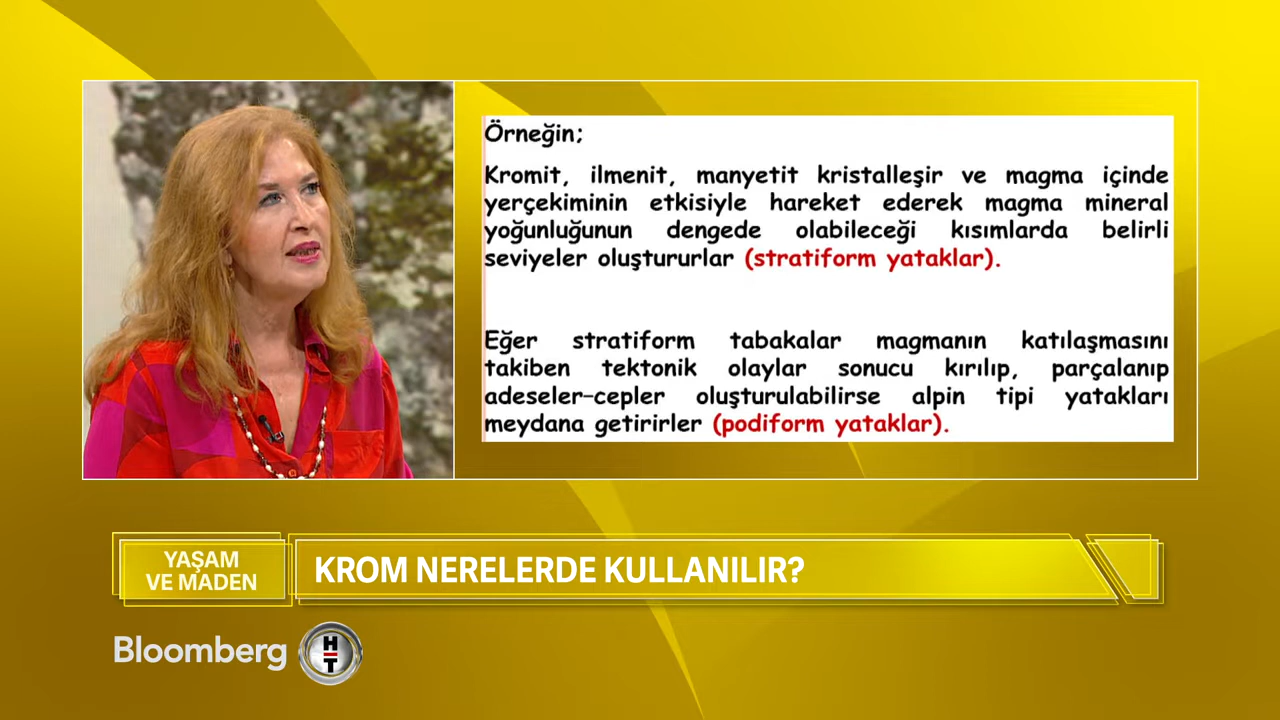 Örneğin;
Kromit, ilmenit, manyetit kristalleşir ve magma içinde
yerçekiminin etkisiyle hareket ederek magma mineral
yoğunluğunun dengede olabileceği kısımlarda belirli
seviyeler oluştururlar (stratiform yataklar).
Eğer stratiform tabakalar magmanın katılaşmasını
takiben tektonik olaylar sonucu kırılıp, parçalanıp
adeseler–cepler oluşturulabilirse alpin tipi yatakları
meydana getirirler (podiform yataklar).
YAŞAM
VE MADEN
KROM NERELERDE KULLANILIR?
Bloomberg HT